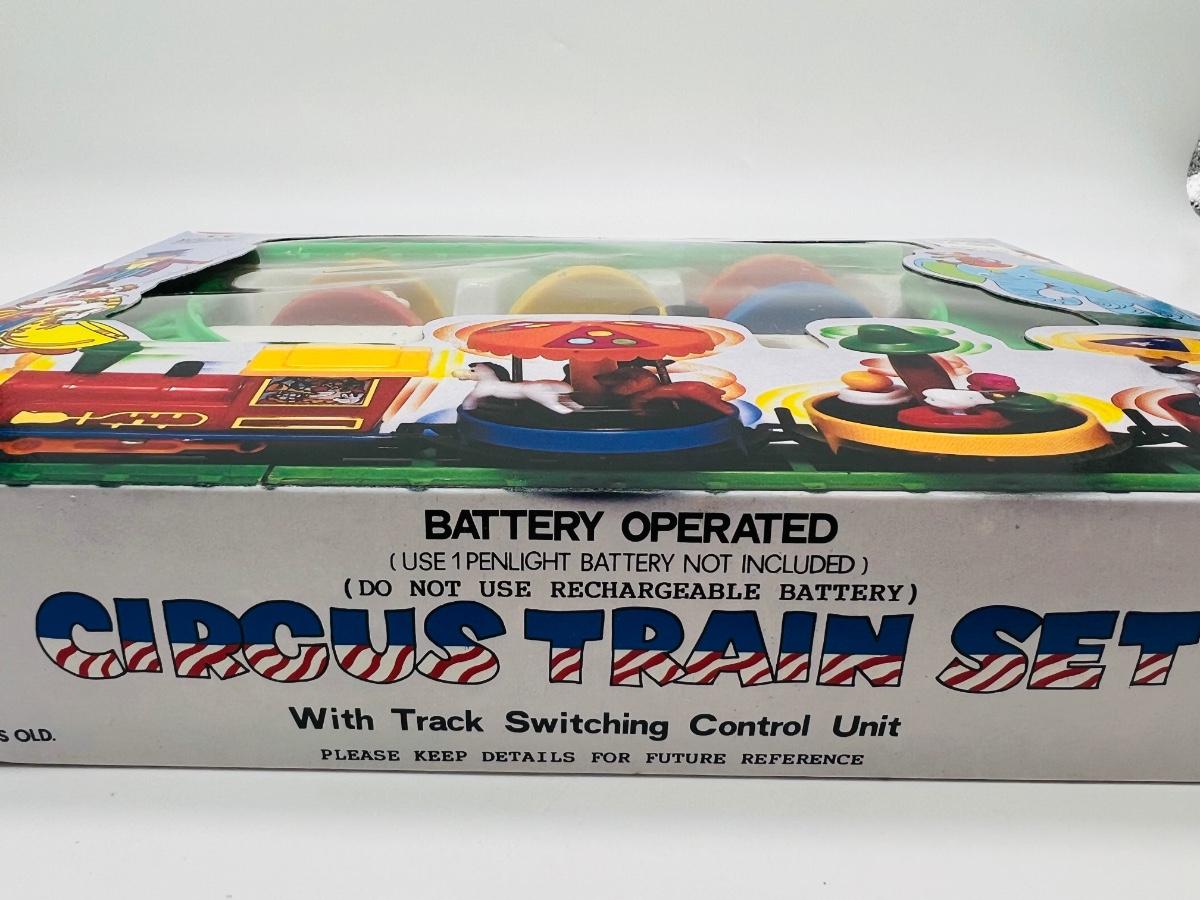 BATTERY OPERATED
( USE 1 PENLIGHT BATTERY NOT INCLUDED )
(DO NOT USE RECHARGEABLE BATTERY)
CIRCUS TRAIN SET
With Track Switching Control Unit
S OLD.
PLEASE KEEP DETAILS FOR FUTURE REFERENCE